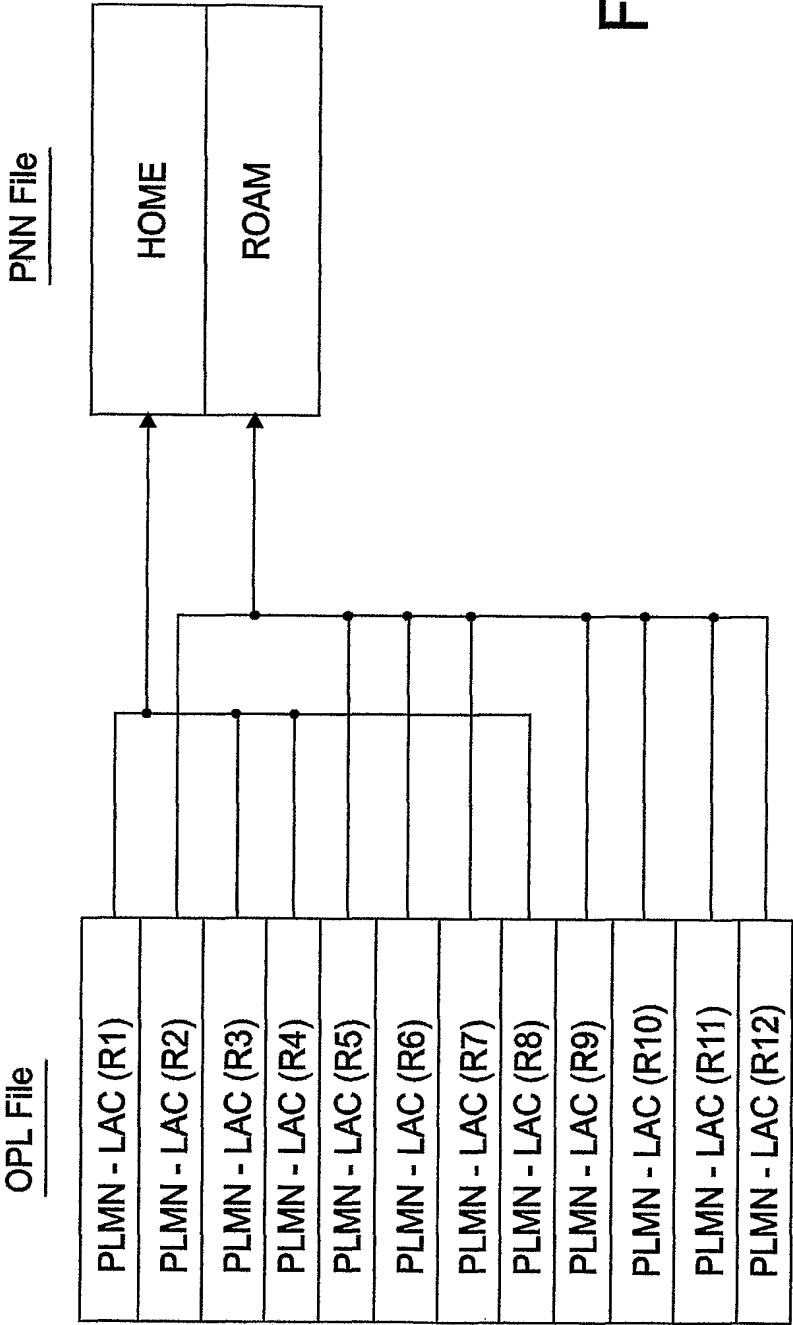 OPL File
PLMN - LAC (R1)
PLMN - LAC (R2)
PLMN - LAC (R3)
PLMN - LAC (R4)
PLMN - LAC (R5)
PLMN - LAC (R6)
PLMN - LAC (R7)
PLMN - LAC (R8)
PLMN - LAC (R9)
PLMN - LAC (R10)
PLMN - LAC (R11)
PLMN - LAC (R12)
PNN File
HOME
ROAM